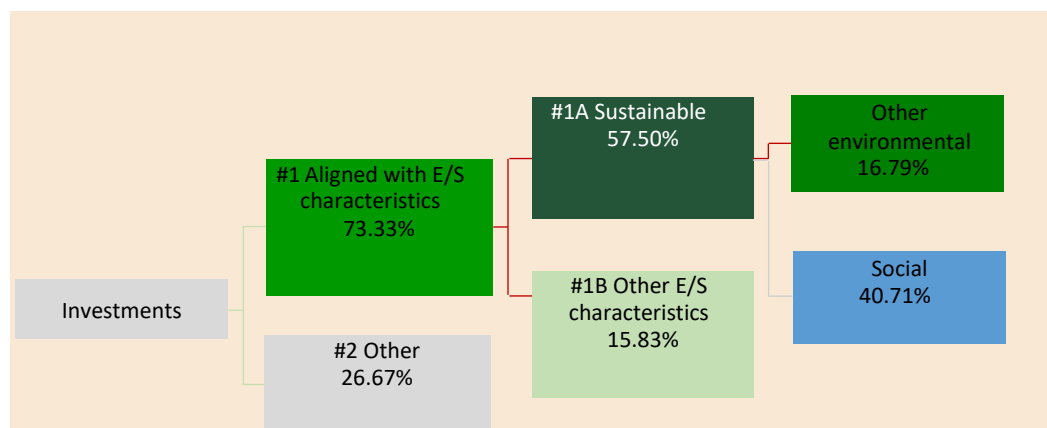 Investments
#1 Aligned with E/S
characteristics
73.33%
#2 Other
26.67%
#1A Sustainable
57.50%
#1B Other E/S
characteristics
15.83%
Other
environmental
16.79%
Social
40.71%